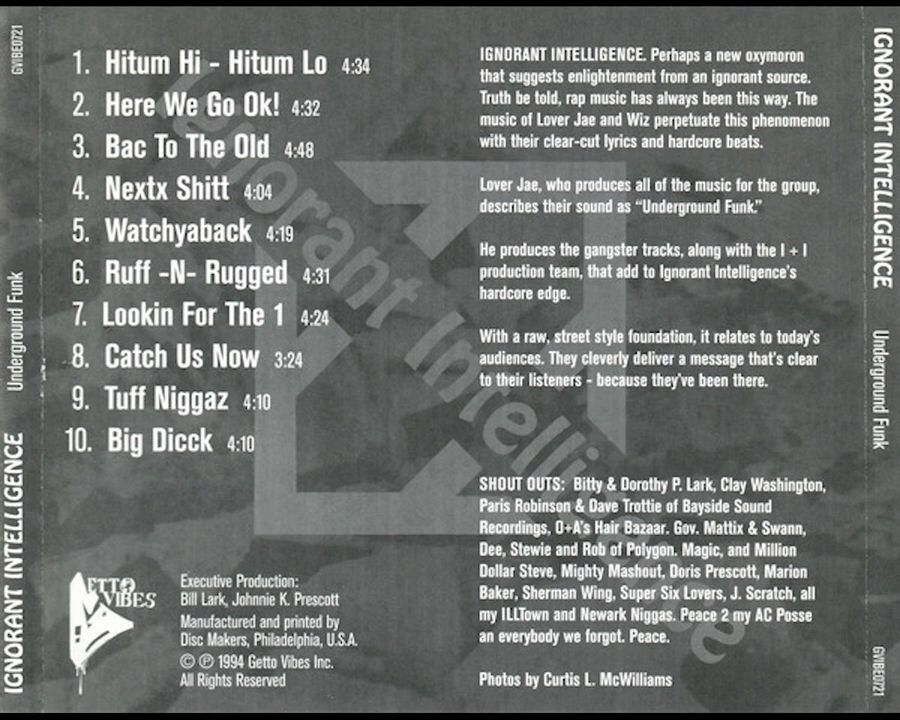 GVIBE0721
Underground Funk
IGNORANT INTELLIGENCE
1. Hitum Hi - Hitum Lo 4:34
2. Here We Go Ok! 4:32
3. Bac To The Old 4:48
4. Nextx Shitt 4:04
5. Watchyaback 4:19
6. Ruff -N- Rugged 4:31
7. Lookin For The 1 4:24
8. Catch Us Now 3:24
9. Tuff Niggaz 4:10
10. Big Dicck 4:10
Ignorant Intelligence
GETTO
VIBES
Executive Production:
Bill Lark, Johnnie K. Prescott
Manufactured and printed by
Disc Makers, Philadelphia, U.S.A.
© ℗ 1994 Getto Vibes Inc.
All Rights Reserved
IGNORANT INTELLIGENCE. Perhaps a new oxymoron
that suggests enlightenment from an ignorant source.
Truth be told, rap music has always been this way. The
music of Lover Jae and Wiz perpetuate this phenomenon
with their clear-cut lyrics and hardcore beats.
Lover Jae, who produces all of the music for the group,
describes their sound as “Underground Funk.”
He produces the gangster tracks, along with the I + I
production team, that add to Ignorant Intelligence's
hardcore edge.
With a raw, street style foundation, it relates to today's
audiences. They cleverly deliver a message that's clear
to their listeners - because they've been there.
SHOUT OUTS: Bitty & Dorothy P. Lark, Clay Washington,
Paris Robinson & Dave Trottie of Bayside Sound
Recordings, O+A's Hair Bazaar. Gov. Mattix & Swann,
Dee, Stewie and Rob of Polygon. Magic, and Million
Dollar Steve, Mighty Mashout, Doris Prescott, Marion
Baker, Sherman Wing, Super Six Lovers, J. Scratch, all
my ILLTown and Newark Niggas. Peace 2 my AC Posse
an everybody we forgot. Peace.
Photos by Curtis L. McWilliams
IGNORANT INTELLIGENCE
Underground Funk
GVIBE0721